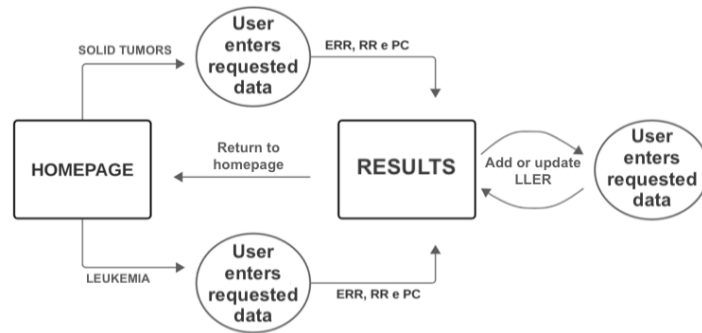 User
enters
requested
data
SOLID TUMORS
ERR, RR e PC
HOMEPAGE
Return to
homepage
RESULTS
Add or update
LLER
User
enters
requested
data
User
enters
requested
data
LEUKEMIA
ERR, RR e PC